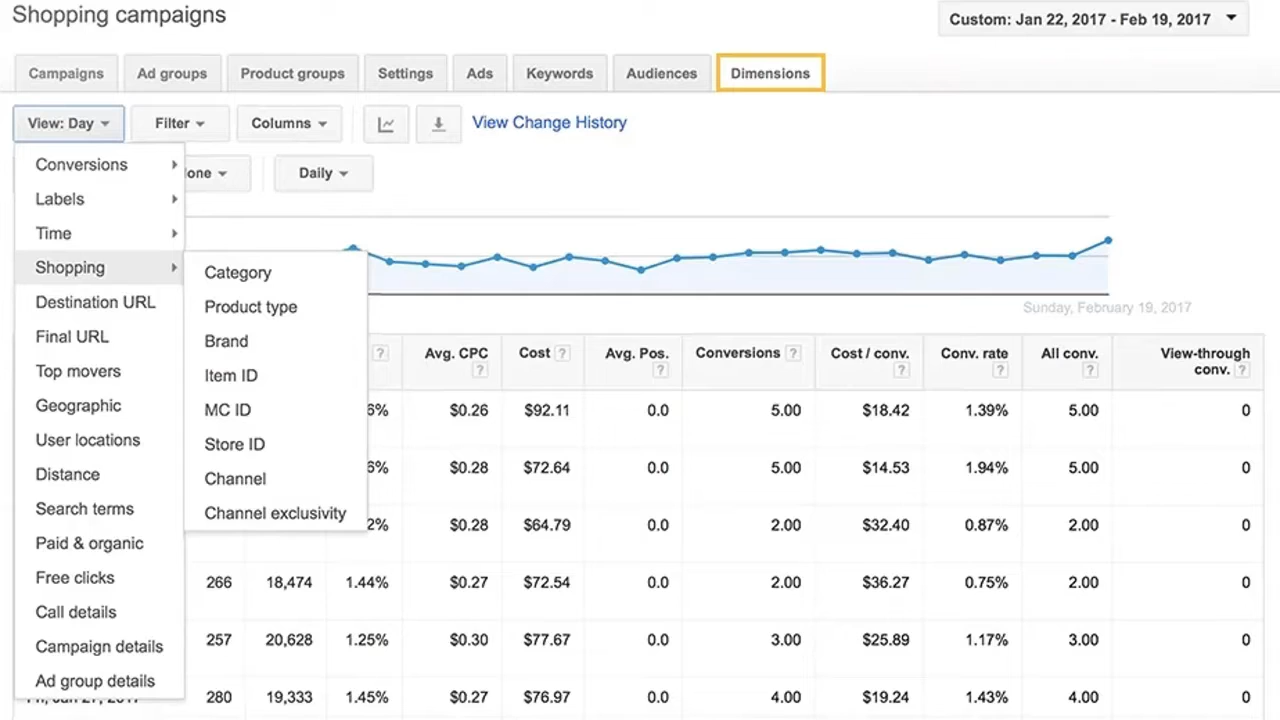 Shopping campaigns
Custom: Jan 22, 2017 - Feb 19, 2017
Campaigns Ad groups Product groups Settings Ads Keywords Audiences Dimensions
View: Day Filter Columns View Change History
Conversions
Labels
Time
Shopping
Destination URL
Final URL
Top movers
Geographic
User locations
Distance
Search terms
Paid & organic
Free clicks
Call details
Campaign details
Ad group details
Daily
Category
Product type
Brand
Item ID
MC ID
Store ID
Channel
Channel exclusivity
Sunday, February 19, 2017
? Avg. CPC ? Cost ? Avg. Pos. ? Conversions ? Cost / conv. ? Conv. rate ? All conv. ? View-through conv. ?
6% $0.26 $92.11 0.0 5.00 $18.42 1.39% 5.00 0
6% $0.28 $72.64 0.0 5.00 $14.53 1.94% 5.00 0
2% $0.28 $64.79 0.0 2.00 $32.40 0.87% 2.00 0
266 18,474 1.44% $0.27 $72.54 0.0 2.00 $36.27 0.75% 2.00 0
257 20,628 1.25% $0.30 $77.67 0.0 3.00 $25.89 1.17% 3.00 0
280 19,333 1.45% $0.27 $76.97 0.0 4.00 $19.24 1.43% 4.00 0